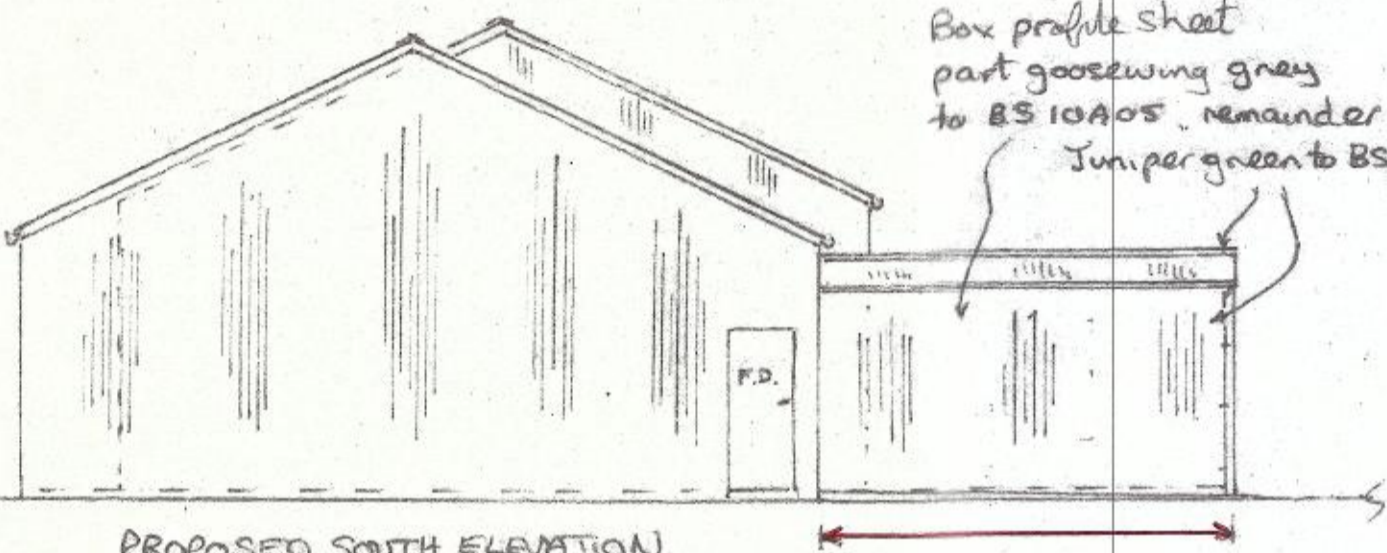 Box profile sheet
part goosewing grey
to BS 10A05, remainder
Juniper green to BS
F.D.
PROPOSED SOUTH ELEVATION